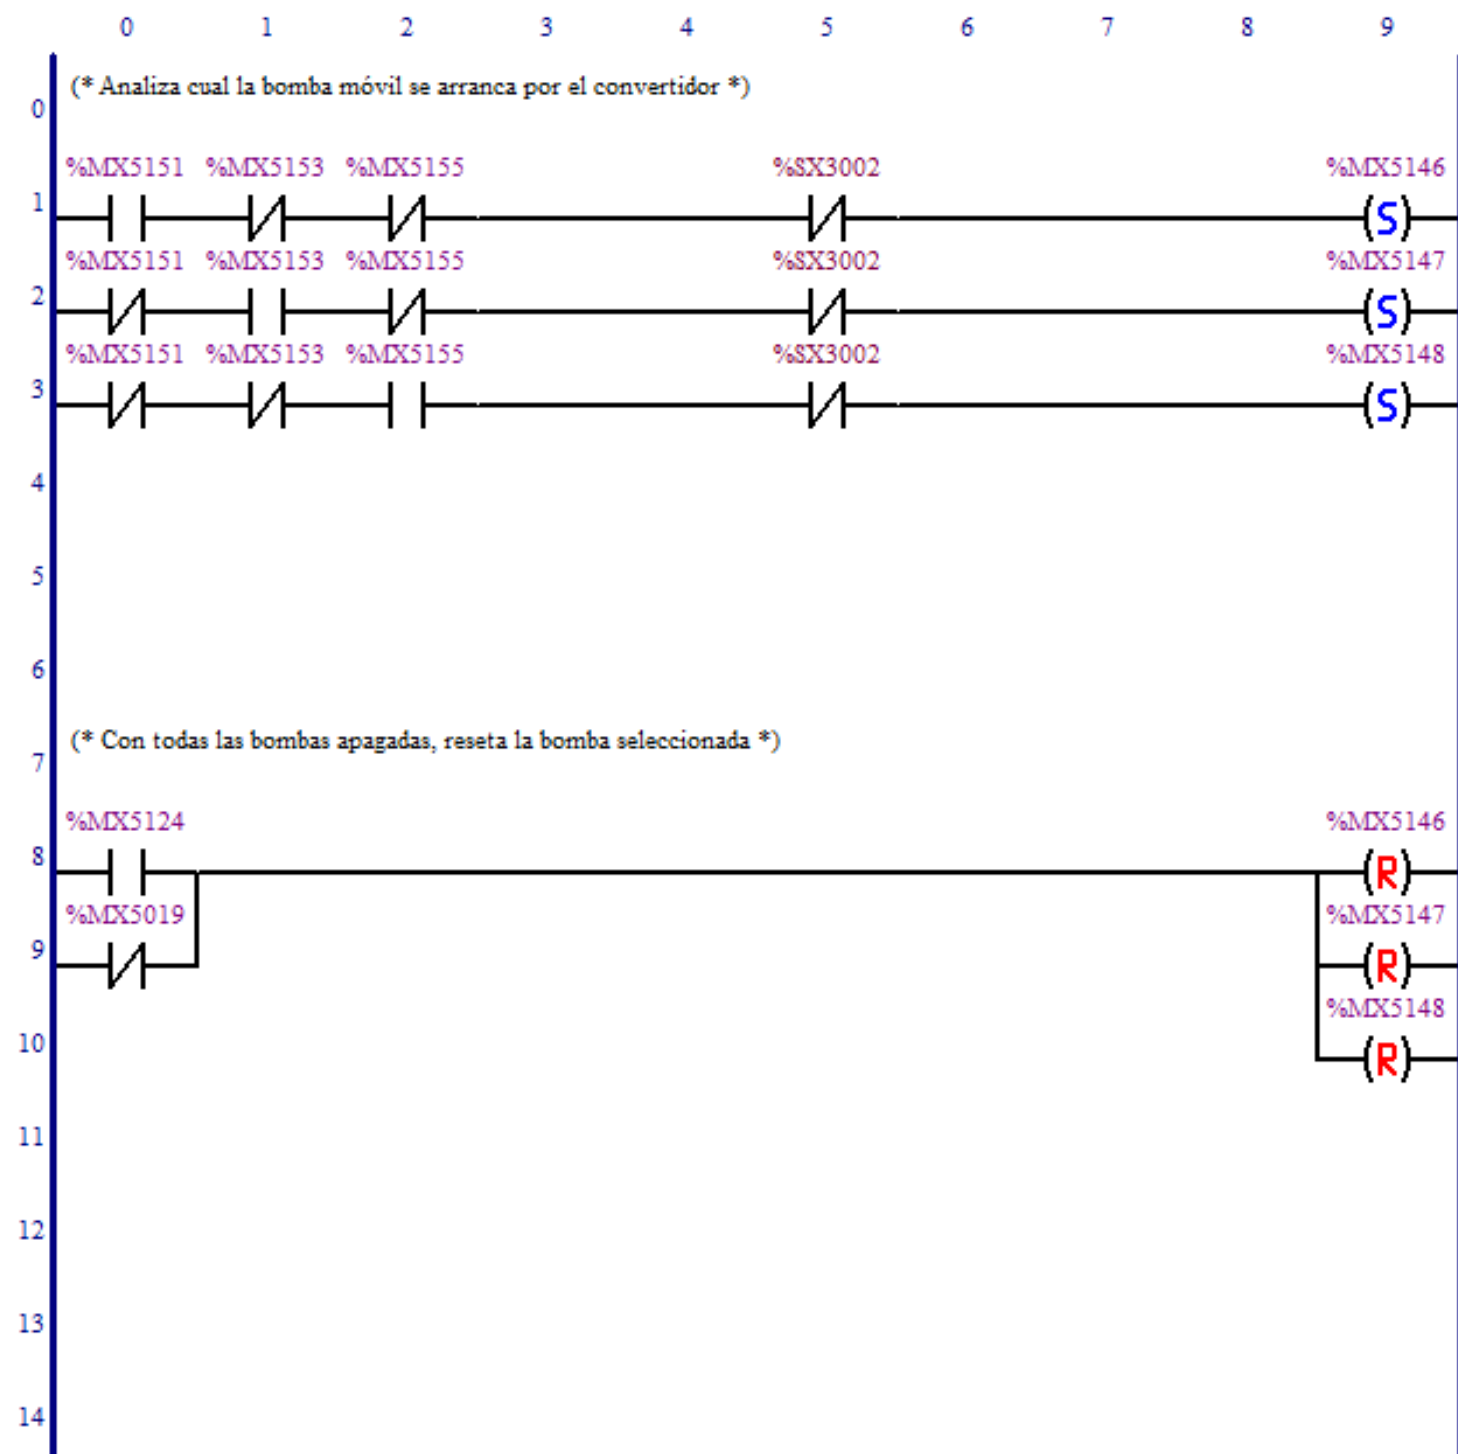 0 1 2 3 4 5 6 7 8 9
(* Analiza cual la bomba móvil se arranca por el convertidor *)
0
%MX5151 %MX5153 %MX5155 %SX3002 %MX5146
1 (S)
%MX5151 %MX5153 %MX5155 %SX3002 %MX5147
2 (S)
%MX5151 %MX5153 %MX5155 %SX3002 %MX5148
3 (S)
4
5
6
(* Con todas las bombas apagadas, reseta la bomba seleccionada *)
7
%MX5124 %MX5146
8 (R)
%MX5019 %MX5147
9 (R)
%MX5148
10 (R)
11
12
13
14